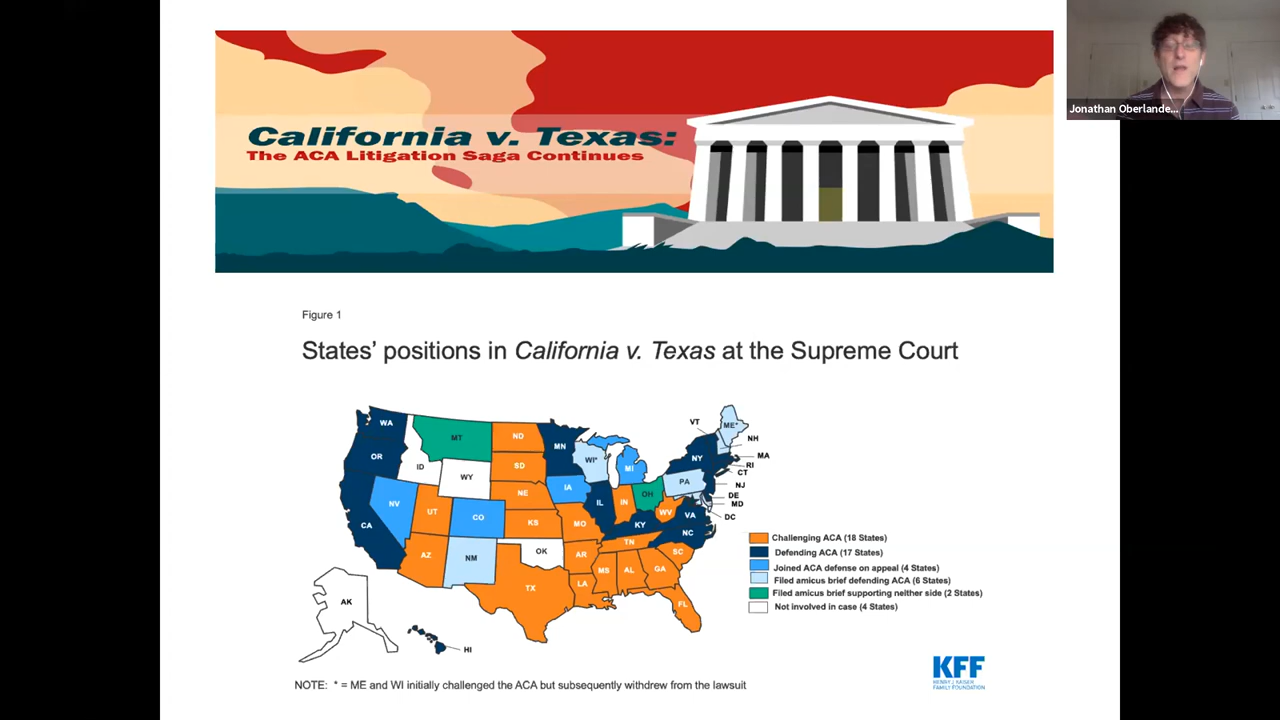 California v. Texas:
The ACA Litigation Saga Continues
Jonathan Oberlande...
Figure 1
States' positions in California v. Texas at the Supreme Court
WA
MT
ND
MN
VT
ME*
NH
OR
ID
SD
WI*
MI
NY
MA
RI
CT
WY
NE
IA
PA
NJ
NV
UT
CO
IL
IN
OH
DE
MD
WV
VA
DC
CA
KS
MO
KY
NC
AZ
NM
OK
AR
TN
SC
TX
LA
MS
AL
GA
FL
AK
HI
Challenging ACA (18 States)
Defending ACA (17 States)
Joined ACA defense on appeal (4 States)
Filed amicus brief defending ACA (6 States)
Filed amicus brief supporting neither side (2 States)
Not involved in case (4 States)
KFF
HENRY J KAISER
FAMILY FOUNDATION
NOTE: * = ME and WI initially challenged the ACA but subsequently withdrew from the lawsuit